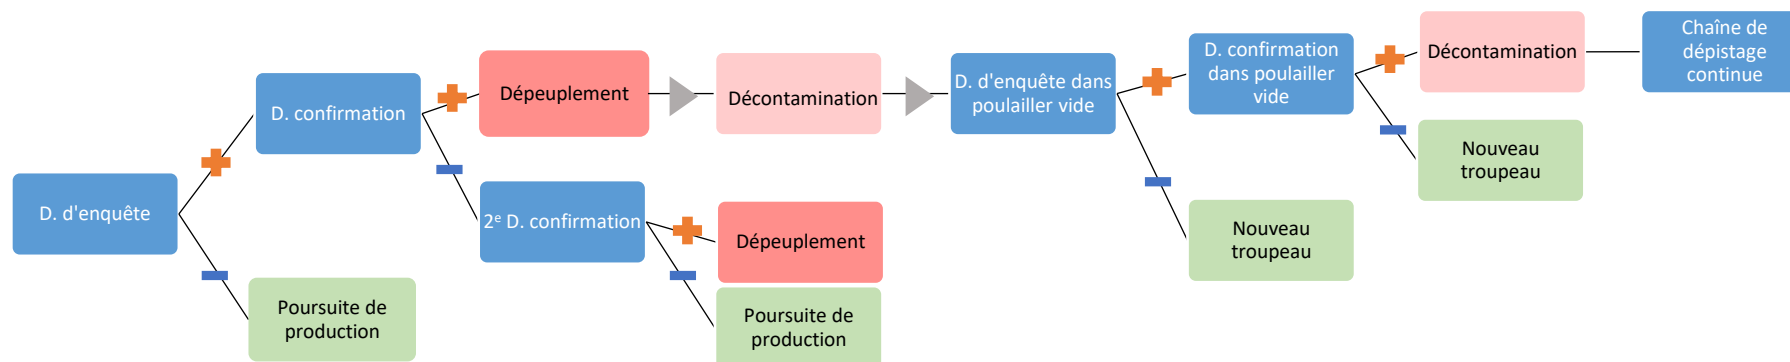 D. d'enquête
D. confirmation
Poursuite de
production
Dépeuplement
2e D. confirmation
Décontamination
Dépeuplement
Poursuite de
production
D. d'enquête dans
poulailler vide
D. confirmation
dans poulailler
vide
Nouveau
troupeau
Décontamination
Nouveau
troupeau
Chaîne de
dépistage
continue